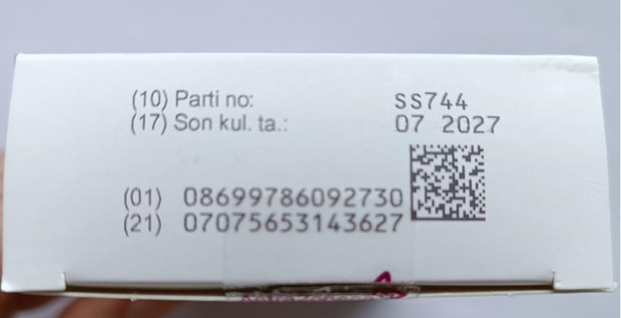 (10) Parti no: SS744
(17) Son kul. ta.: 07 2027
(01) 08699786092730
(21) 07075653143627